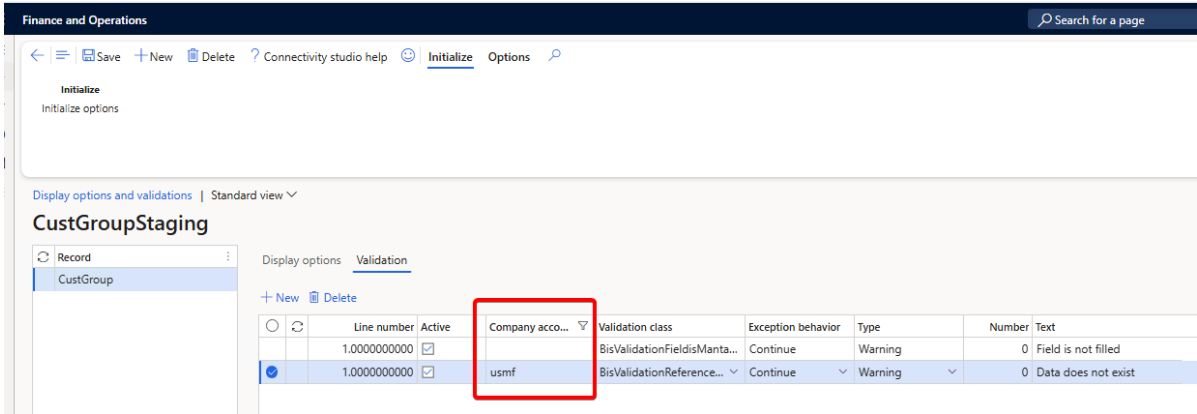 Finance and Operations
Search for a page
Save New Delete ? Connectivity studio help Initialize Options
Initialize
Initialize options
Display options and validations | Standard view
CustGroupStaging
Record
CustGroup
Display options Validation
New Delete
Line number Active Company acco... Validation class Exception behavior Type Number Text
1.0000000000 BisValidationFieldisManta... Continue Warning 0 Field is not filled
1.0000000000 usmf BisValidationReference... Continue Warning 0 Data does not exist